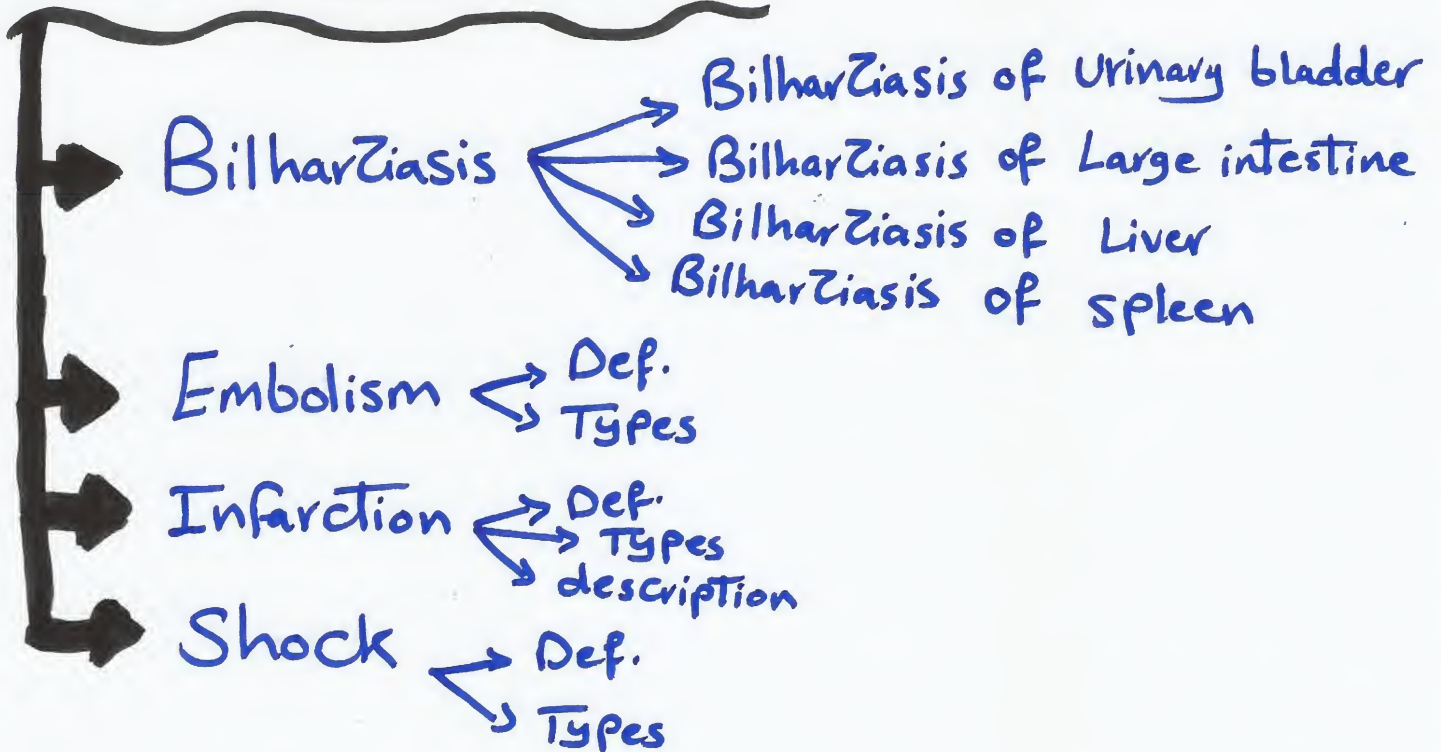 Bilharziasis
Bilharziasis of Urinary bladder
Bilharziasis of Large intestine
Bilharziasis of Liver
Bilharziasis of spleen
Embolism
Def.
Types
Infarction
Def.
Types
description
Shock
Def.
Types